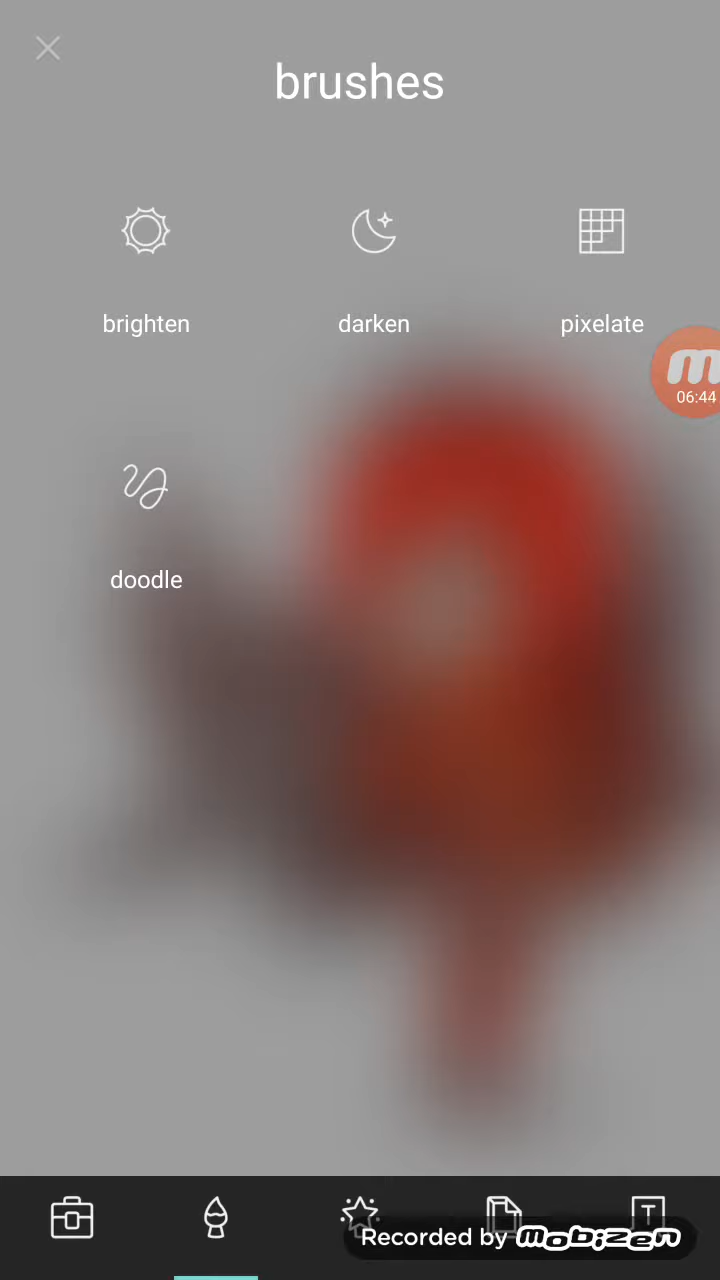 brushes
brighten
darken
pixelate
06:44
doodle
T
Recorded by mobizen